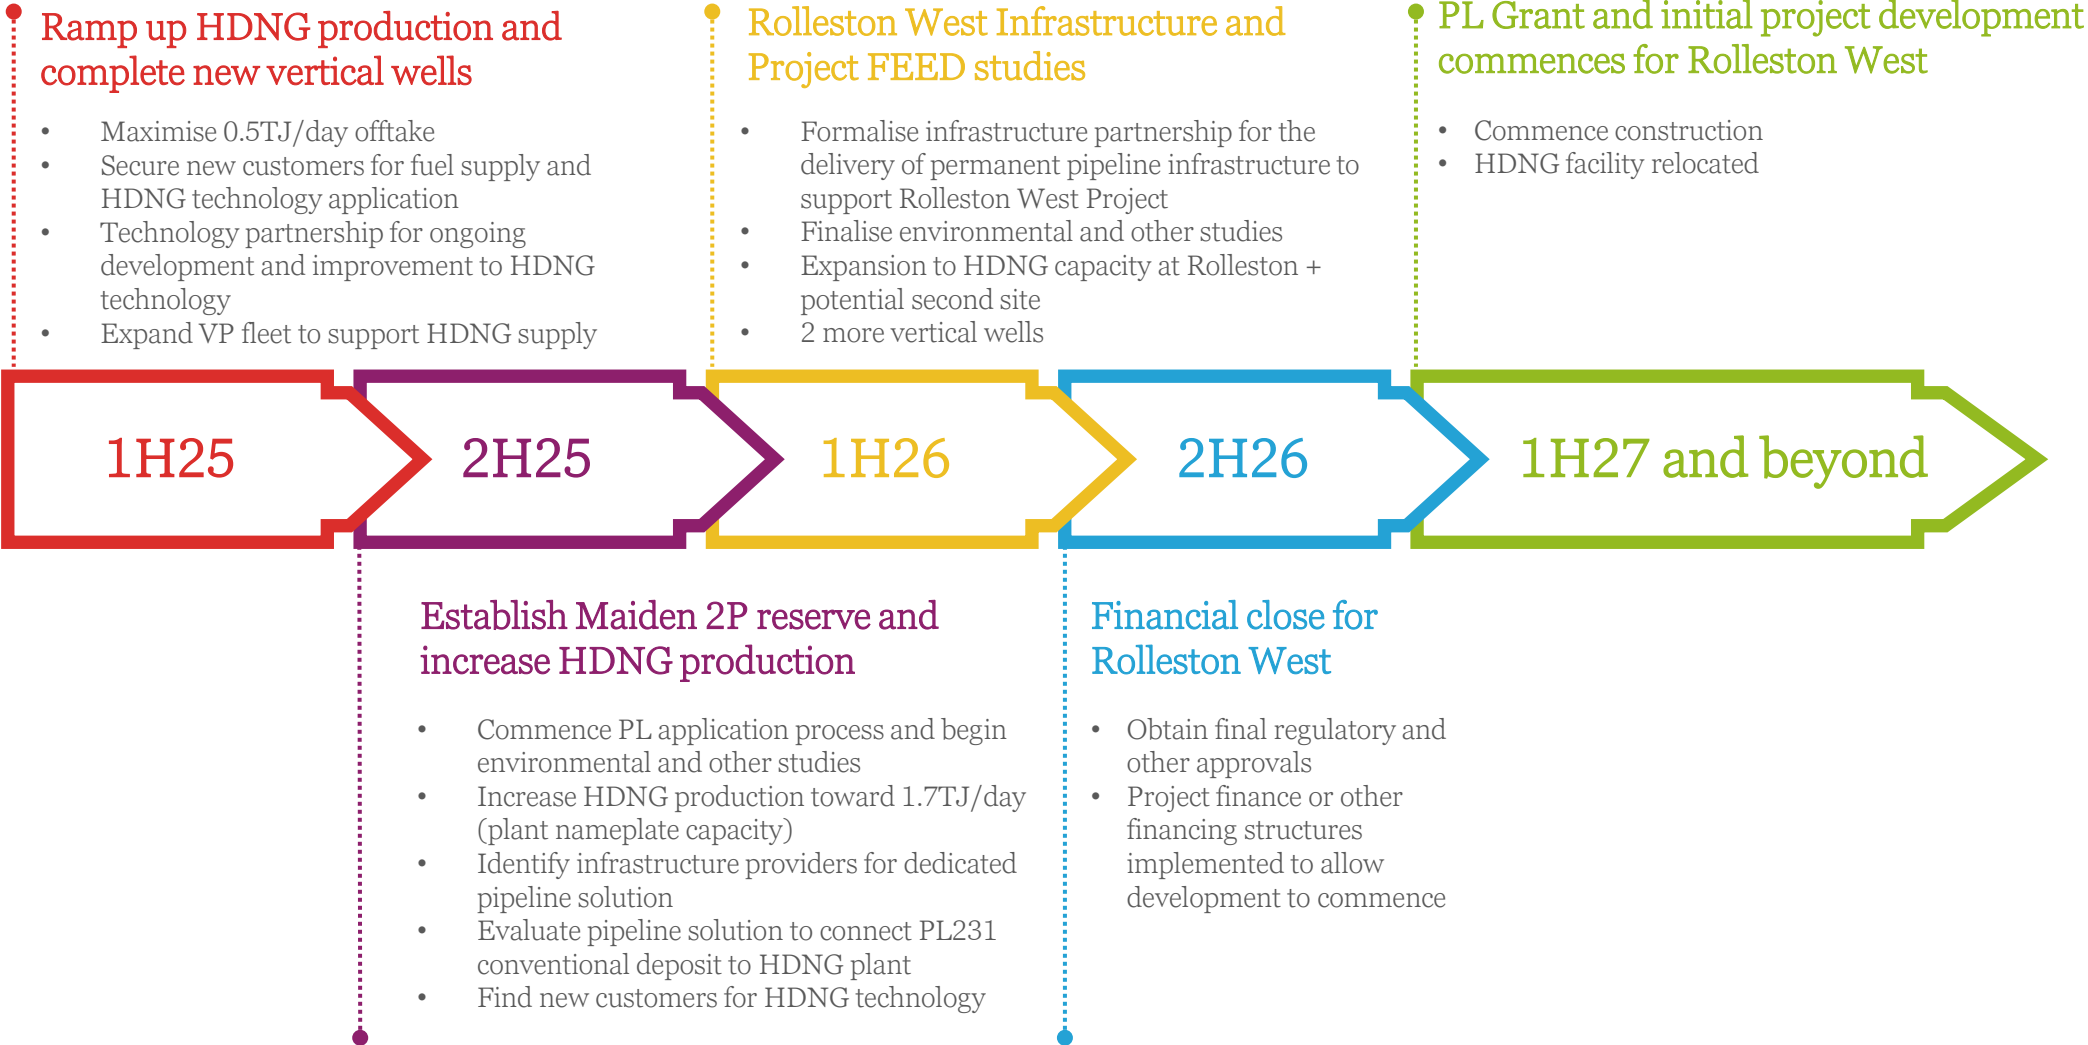 Ramp up HDNG production and
complete new vertical wells
• Maximise 0.5TJ/day offtake
• Secure new customers for fuel supply and
HDNG technology application
• Technology partnership for ongoing
development and improvement to HDNG
technology
• Expand VP fleet to support HDNG supply
Rolleston West Infrastructure and
Project FEED studies
• Formalise infrastructure partnership for the
delivery of permanent pipeline infrastructure to
support Rolleston West Project
• Finalise environmental and other studies
• Expansion to HDNG capacity at Rolleston +
potential second site
• 2 more vertical wells
PL Grant and initial project development
commences for Rolleston West
• Commence construction
• HDNG facility relocated
1H25
2H25
1H26
2H26
1H27 and beyond
Establish Maiden 2P reserve and
increase HDNG production
• Commence PL application process and begin
environmental and other studies
• Increase HDNG production toward 1.7TJ/day
(plant nameplate capacity)
• Identify infrastructure providers for dedicated
pipeline solution
• Evaluate pipeline solution to connect PL231
conventional deposit to HDNG plant
• Find new customers for HDNG technology
Financial close for
Rolleston West
• Obtain final regulatory and
other approvals
• Project finance or other
financing structures
implemented to allow
development to commence